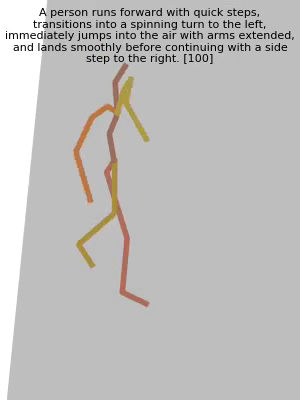 A person runs forward with quick steps,
transitions into a spinning turn to the left,
immediately jumps into the air with arms extended,
and lands smoothly before continuing with a side
step to the right. [100]